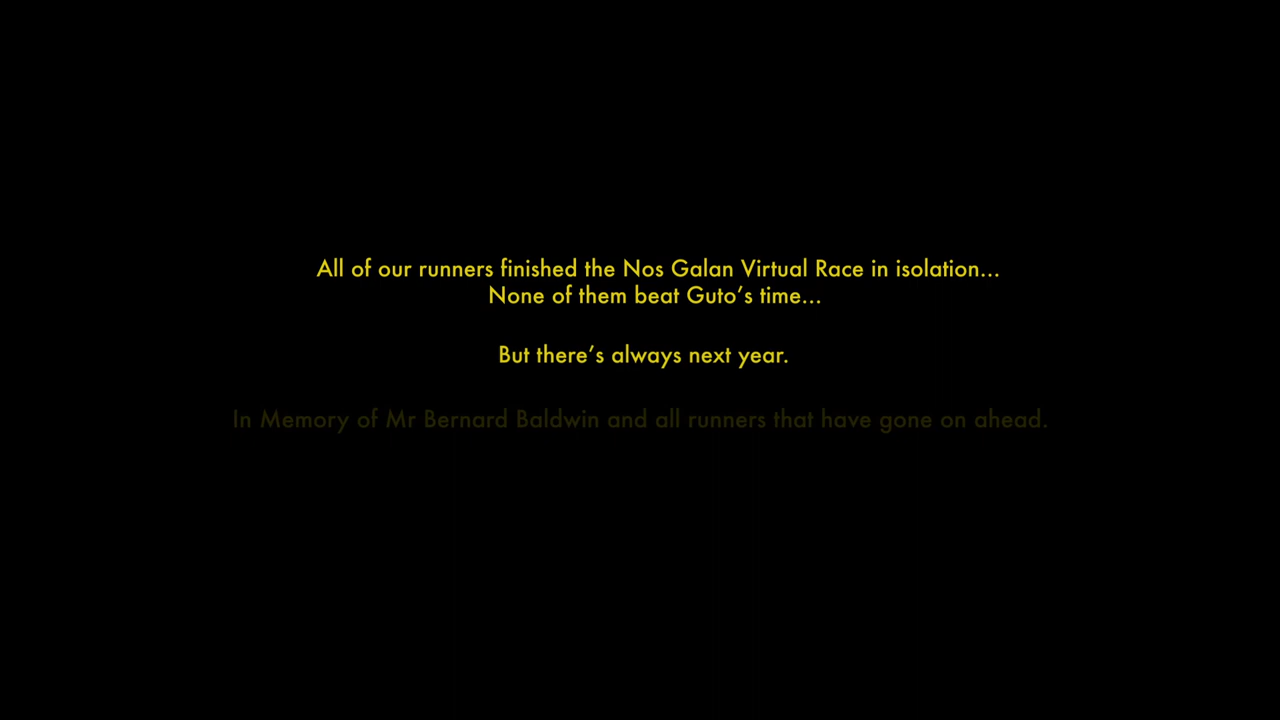 All of our runners finished the Nos Galan Virtual Race in isolation...
None of them beat Guto’s time...
But there’s always next year.
In Memory of Mr Bernard Baldwin and all runners that have gone on ahead.